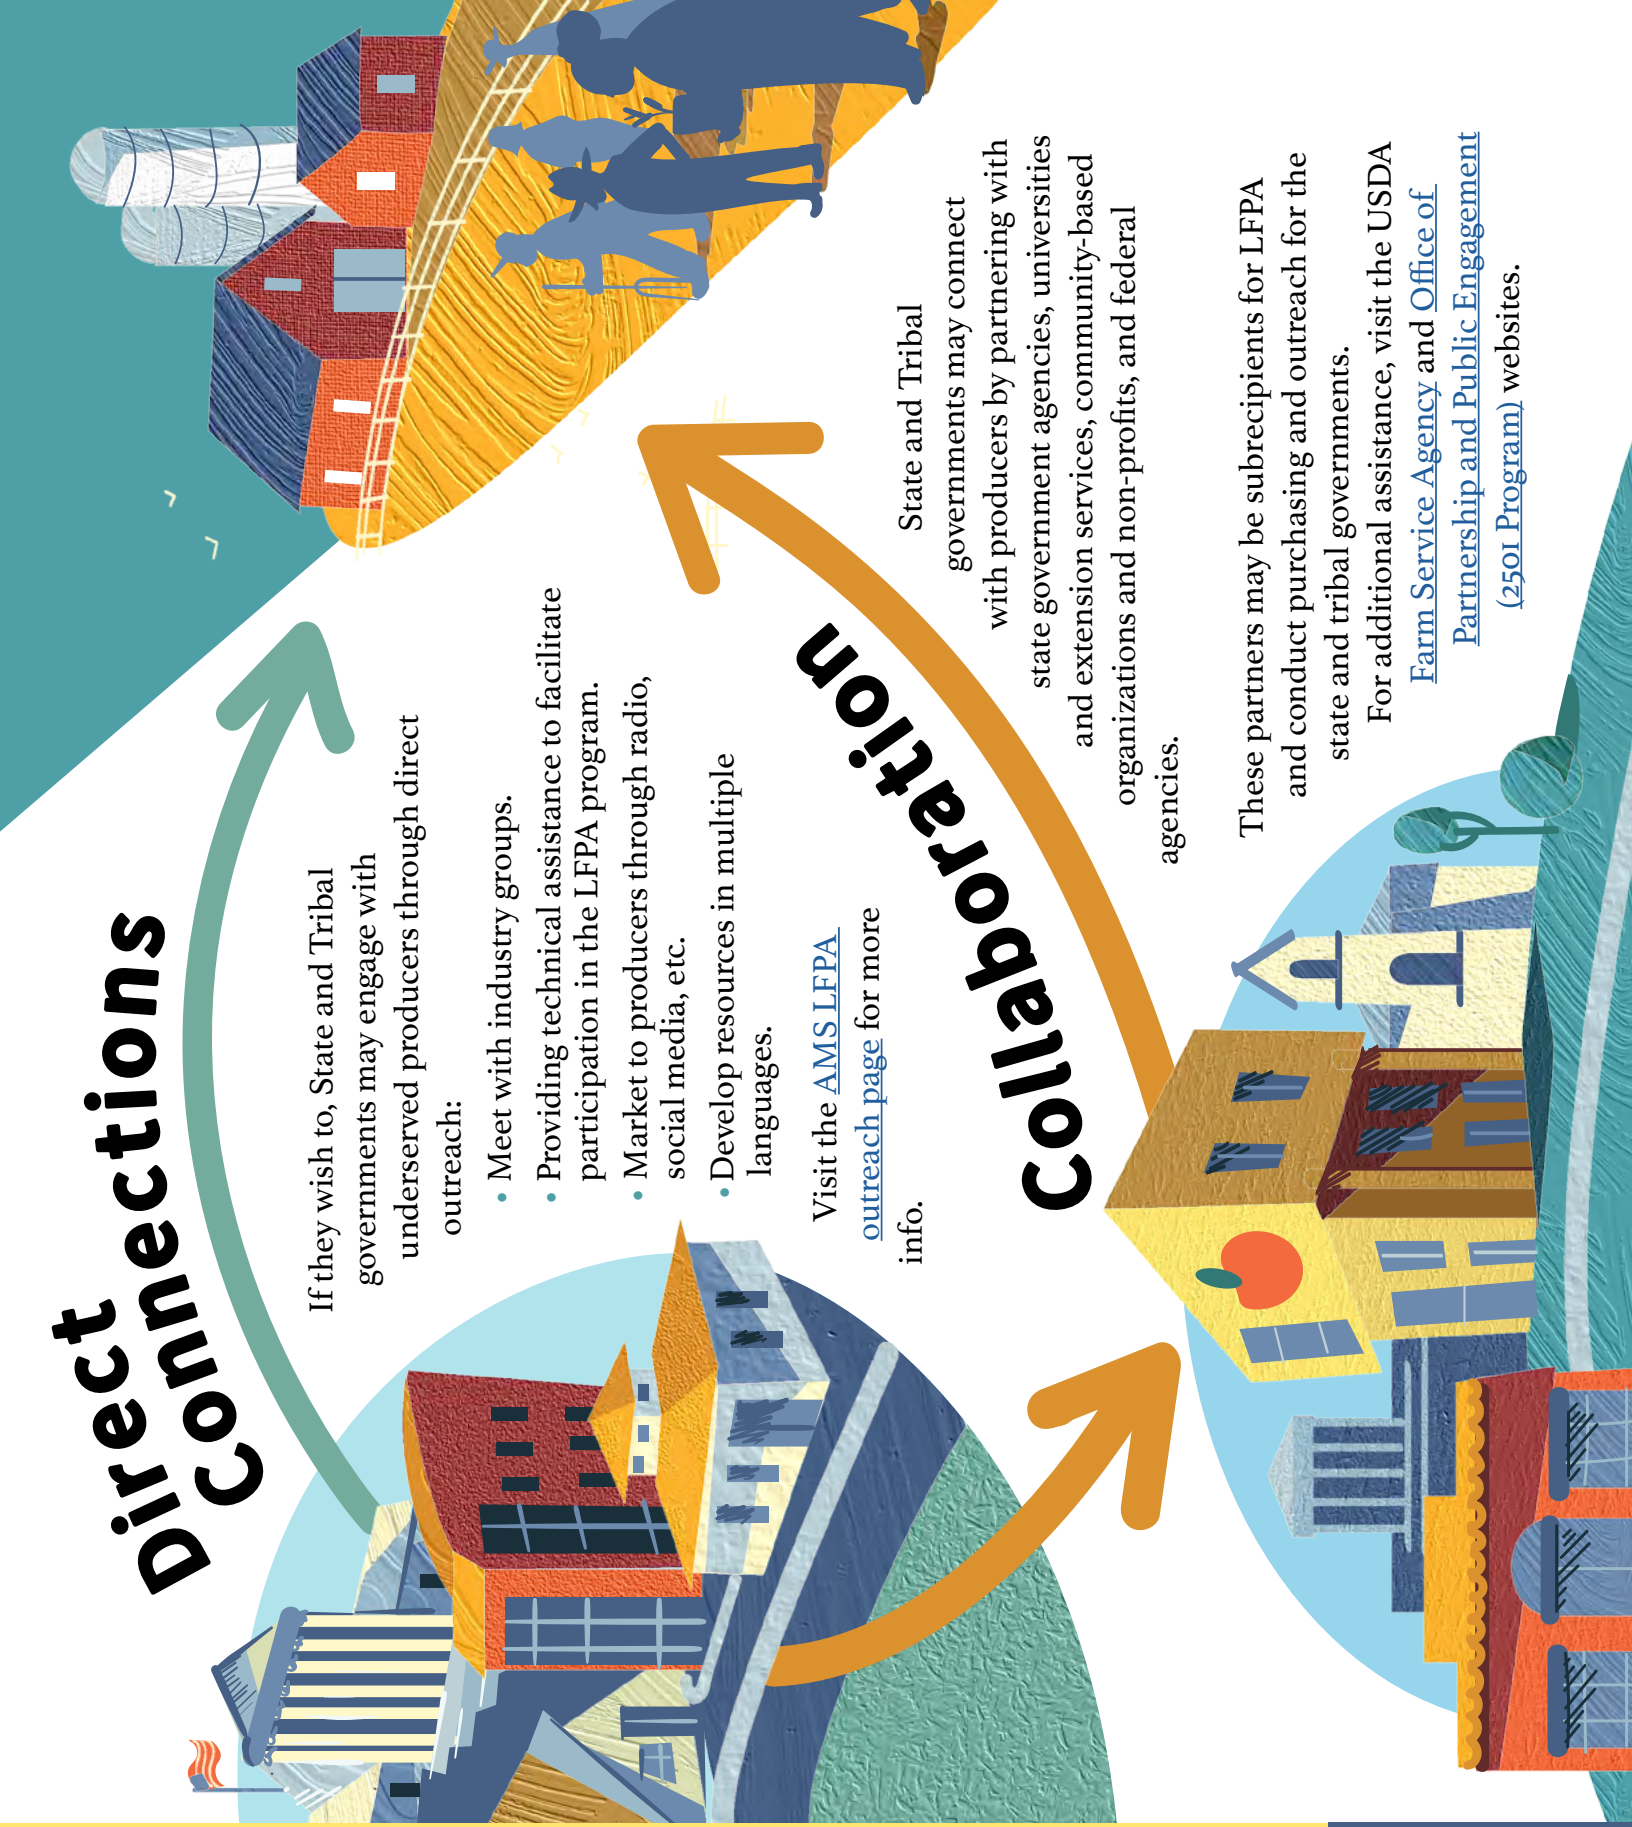 Direct
Connections
If they wish to, State and Tribal
governments may engage with
underserved producers through direct
outreach:
• Meet with industry groups.
• Providing technical assistance to facilitate
participation in the LFPA program.
• Market to producers through radio,
social media, etc.
• Develop resources in multiple
languages.
Visit the AMS LFPA
outreach page for more
info.
Collaboration
State and Tribal
governments may connect
with producers by partnering with
state government agencies, universities
and extension services, community-based
organizations and non-profits, and federal
agencies.
These partners may be subrecipients for LFPA
and conduct purchasing and outreach for the
state and tribal governments.
For additional assistance, visit the USDA
Farm Service Agency and Office of
Partnership and Public Engagement
(2501 Program) websites.